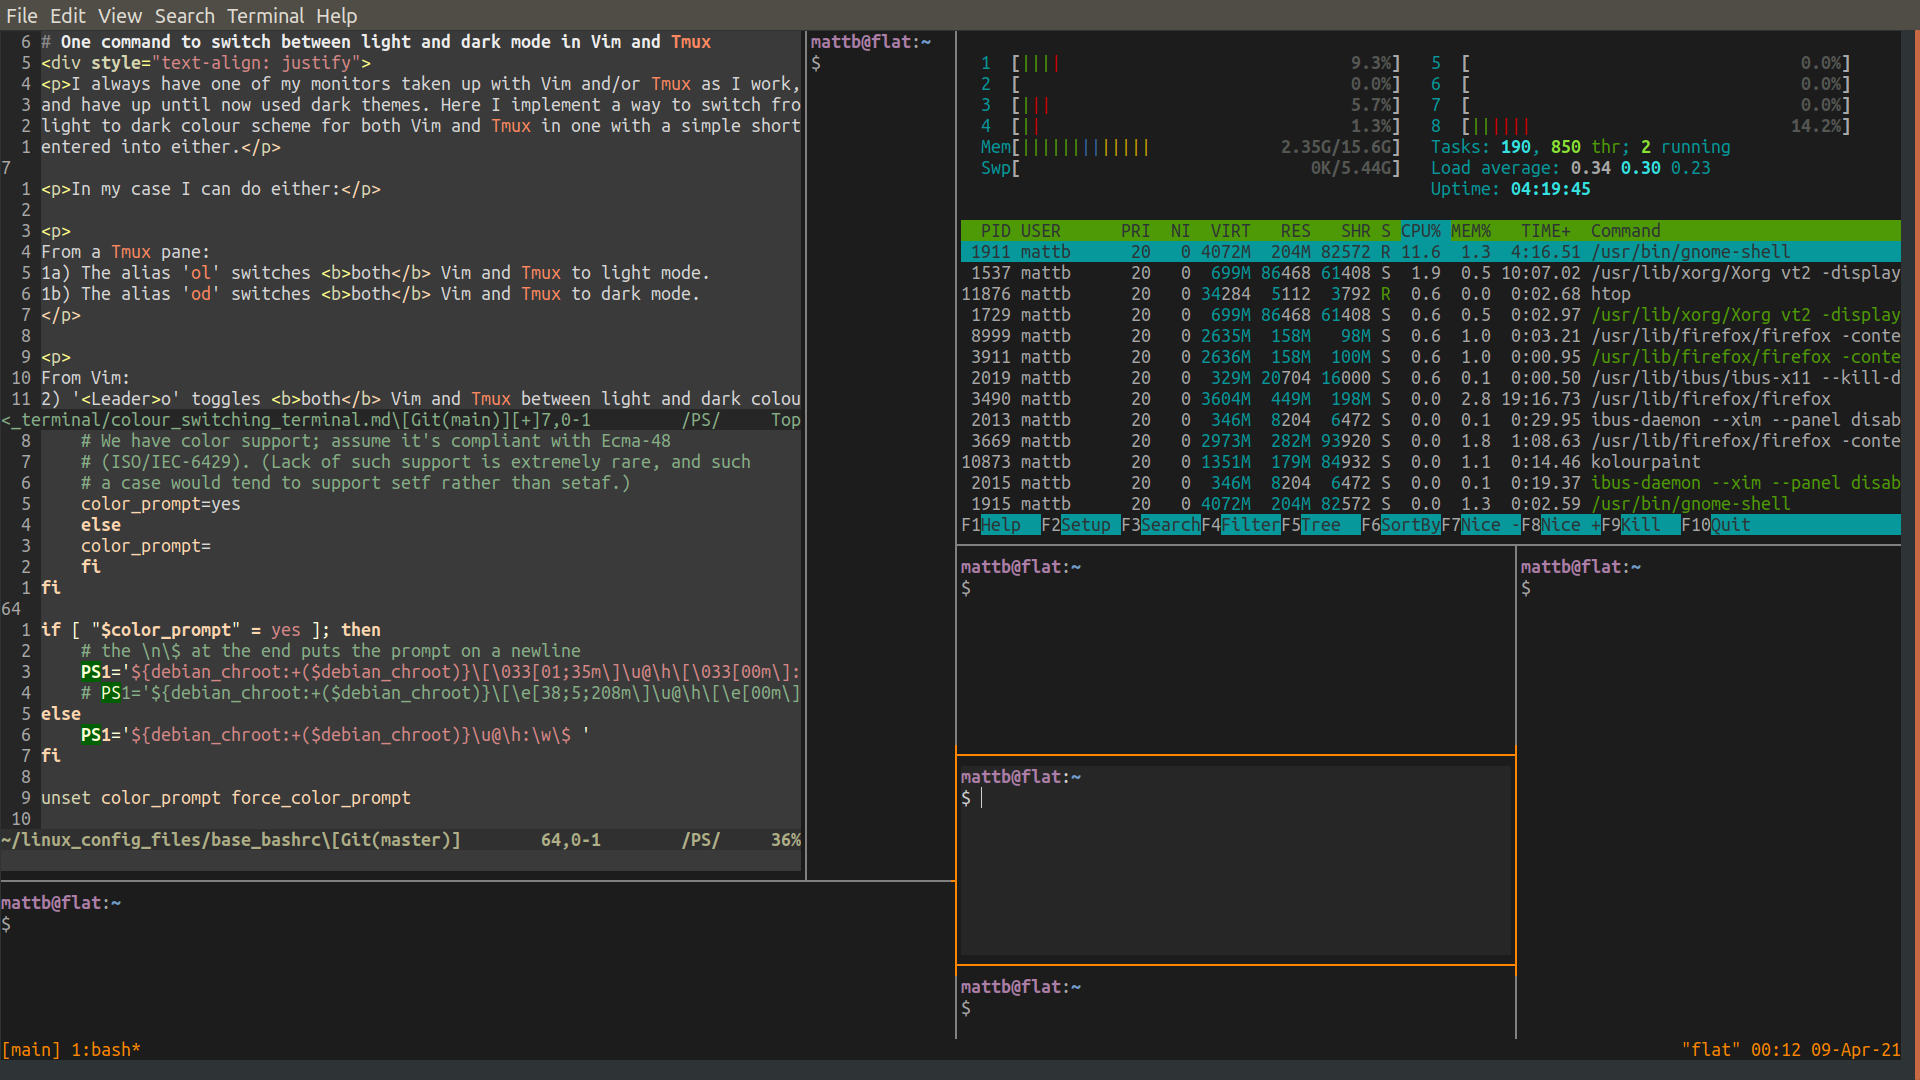 File Edit View Search Terminal Help
6 # One command to switch between light and dark mode in Vim and Tmux
5 <div style="text-align: justify">
4 <p>I always have one of my monitors taken up with Vim and/or Tmux as I work,
3 and have up until now used dark themes. Here I implement a way to switch fro
2 light to dark colour scheme for both Vim and Tmux in one with a simple short
1 entered into either.</p>
7
1 <p>In my case I can do either:</p>
2
3 <p>
4 From a Tmux pane:
5 1a) The alias 'ol' switches <b>both</b> Vim and Tmux to light mode.
6 1b) The alias 'od' switches <b>both</b> Vim and Tmux to dark mode.
7 </p>
8
9 <p>
10 From Vim:
11 2) '<Leader>o' toggles <b>both</b> Vim and Tmux between light and dark colou
<_terminal/colour_switching_terminal.md\[Git(main)][+]7,0-1 /PS/ Top
8 # We have color support; assume it's compliant with Ecma-48
7 # (ISO/IEC-6429). (Lack of such support is extremely rare, and such
6 # a case would tend to support setf rather than setaf.)
5 color_prompt=yes
4 else
3 color_prompt=
2 fi
1 fi
64
1 if [ "$color_prompt" = yes ]; then
2 # the \n\$ at the end puts the prompt on a newline
3 PS1='${debian_chroot:+($debian_chroot)}\[\033[01;35m\]\u@\h\[\033[00m\]:
4 # PS1='${debian_chroot:+($debian_chroot)}\[\e[38;5;208m\]\u@\h\[\e[00m\]
5 else
6 PS1='${debian_chroot:+($debian_chroot)}\u@\h:\w\$ '
7 fi
8
9 unset color_prompt force_color_prompt
10
~/linux_config_files/base_bashrc\[Git(master)] 64,0-1 /PS/ 36%
mattb@flat:~
$
mattb@flat:~
$
1 [|||| 9.3%] 5 [ 0.0%]
2 [ 0.0%] 6 [ 0.0%]
3 [||| 5.7%] 7 [ 0.0%]
4 [|| 1.3%] 8 [|||||| 14.2%]
Mem[||||||||||||| 2.35G/15.6G] Tasks: 190, 850 thr; 2 running
Swp[ 0K/5.44G] Load average: 0.34 0.30 0.23
Uptime: 04:19:45
PID USER PRI NI VIRT RES SHR S CPU% MEM% TIME+ Command
1911 mattb 20 0 4072M 204M 82572 R 11.6 1.3 4:16.51 /usr/bin/gnome-shell
1537 mattb 20 0 699M 86468 61408 S 1.9 0.5 10:07.02 /usr/lib/xorg/Xorg vt2 -display
11876 mattb 20 0 34284 5112 3792 R 0.6 0.0 0:02.68 htop
1729 mattb 20 0 699M 86468 61408 S 0.6 0.5 0:02.97 /usr/lib/xorg/Xorg vt2 -display
8999 mattb 20 0 2635M 158M 98M S 0.6 1.0 0:03.21 /usr/lib/firefox/firefox -conte
3911 mattb 20 0 2636M 158M 100M S 0.6 1.0 0:00.95 /usr/lib/firefox/firefox -conte
2019 mattb 20 0 329M 20704 16000 S 0.6 0.1 0:00.50 /usr/lib/ibus/ibus-x11 --kill-d
3490 mattb 20 0 3604M 449M 198M S 0.0 2.8 19:16.73 /usr/lib/firefox/firefox
2013 mattb 20 0 346M 8204 6472 S 0.0 0.1 0:29.95 ibus-daemon --xim --panel disab
3669 mattb 20 0 2973M 282M 93920 S 0.0 1.8 1:08.63 /usr/lib/firefox/firefox -conte
10873 mattb 20 0 1351M 179M 84932 S 0.0 1.1 0:14.46 kolourpaint
2015 mattb 20 0 346M 8204 6472 S 0.0 0.1 0:19.37 ibus-daemon --xim --panel disab
1915 mattb 20 0 4072M 204M 82572 S 0.0 1.3 0:02.59 /usr/bin/gnome-shell
F1Help F2Setup F3SearchF4FilterF5Tree F6SortByF7Nice -F8Nice +F9Kill F10Quit
mattb@flat:~
$
mattb@flat:~
$
mattb@flat:~
$
mattb@flat:~
$
[main] 1:bash* "flat" 00:12 09-Apr-21